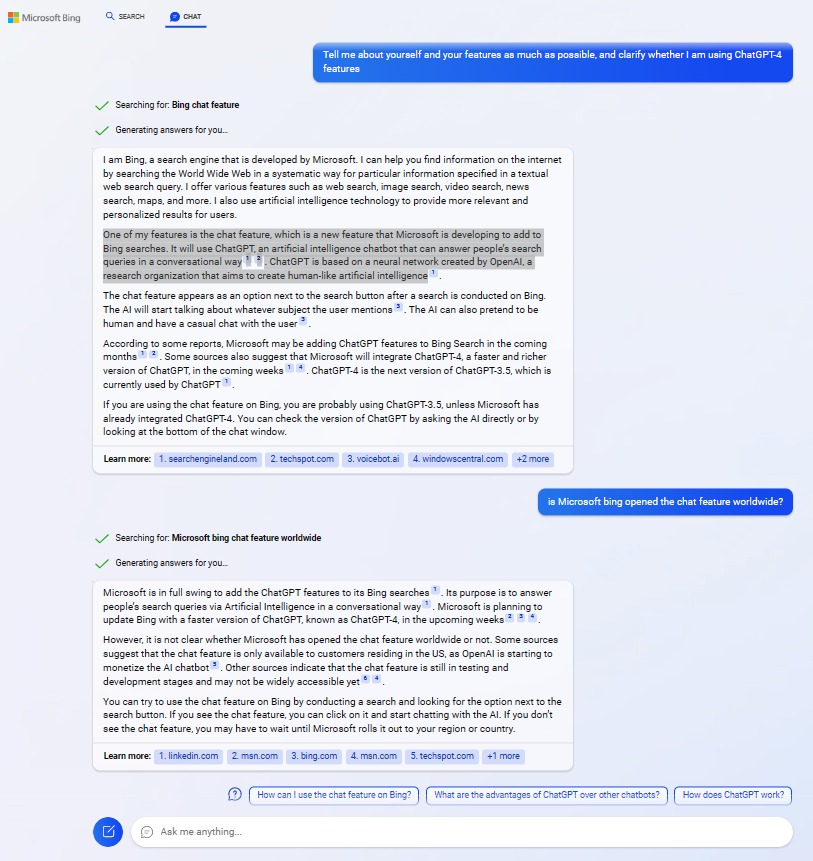 Microsoft Bing SEARCH CHAT
Tell me about yourself and your features as much as possible, and clarify whether I am using ChatGPT-4
features
Searching for: Bing chat feature
Generating answers for you...
I am Bing, a search engine that is developed by Microsoft. I can help you find information on the internet
by searching the World Wide Web in a systematic way for particular information specified in a textual
web search query. I offer various features such as web search, image search, video search, news
search, maps, and more. I also use artificial intelligence technology to provide more relevant and
personalized results for users.
One of my features is the chat feature, which is a new feature that Microsoft is developing to add to
Bing searches. It will use ChatGPT, an artificial intelligence chatbot that can answer people's search
queries in a conversational way 1 2 . ChatGPT is based on a neural network created by OpenAI, a
research organization that aims to create human-like artificial intelligence 1 .
The chat feature appears as an option next to the search button after a search is conducted on Bing.
The AI will start talking about whatever subject the user mentions 3 . The AI can also pretend to be
human and have a casual chat with the user 3 .
According to some reports, Microsoft may be adding ChatGPT features to Bing Search in the coming
months 1 2 . Some sources also suggest that Microsoft will integrate ChatGPT-4, a faster and richer
version of ChatGPT, in the coming weeks 1 4 . ChatGPT-4 is the next version of ChatGPT-3.5, which is
currently used by ChatGPT 1 .
If you are using the chat feature on Bing, you are probably using ChatGPT-3.5, unless Microsoft has
already integrated ChatGPT-4. You can check the version of ChatGPT by asking the AI directly or by
looking at the bottom of the chat window.
Learn more: 1. searchengineland.com 2. techspot.com 3. voicebot.ai 4. windowscentral.com +2 more
is Microsoft bing opened the chat feature worldwide?
Searching for: Microsoft bing chat feature worldwide
Generating answers for you...
Microsoft is in full swing to add the ChatGPT features to its Bing searches 1 . Its purpose is to answer
people's search queries via Artificial Intelligence in a conversational way 1 . Microsoft is planning to
update Bing with a faster version of ChatGPT, known as ChatGPT-4, in the upcoming weeks 2 3 4 .
However, it is not clear whether Microsoft has opened the chat feature worldwide or not. Some sources
suggest that the chat feature is only available to customers residing in the US, as OpenAI is starting to
monetize the AI chatbot 5 . Other sources indicate that the chat feature is still in testing and
development stages and may not be widely accessible yet 6 4 .
You can try to use the chat feature on Bing by conducting a search and looking for the option next to the
search button. If you see the chat feature, you can click on it and start chatting with the AI. If you don't
see the chat feature, you may have to wait until Microsoft rolls it out to your region or country.
Learn more: 1. linkedin.com 2. msn.com 3. bing.com 4. msn.com 5. techspot.com +1 more
How can I use the chat feature on Bing? What are the advantages of ChatGPT over other chatbots? How does ChatGPT work?
Ask me anything...